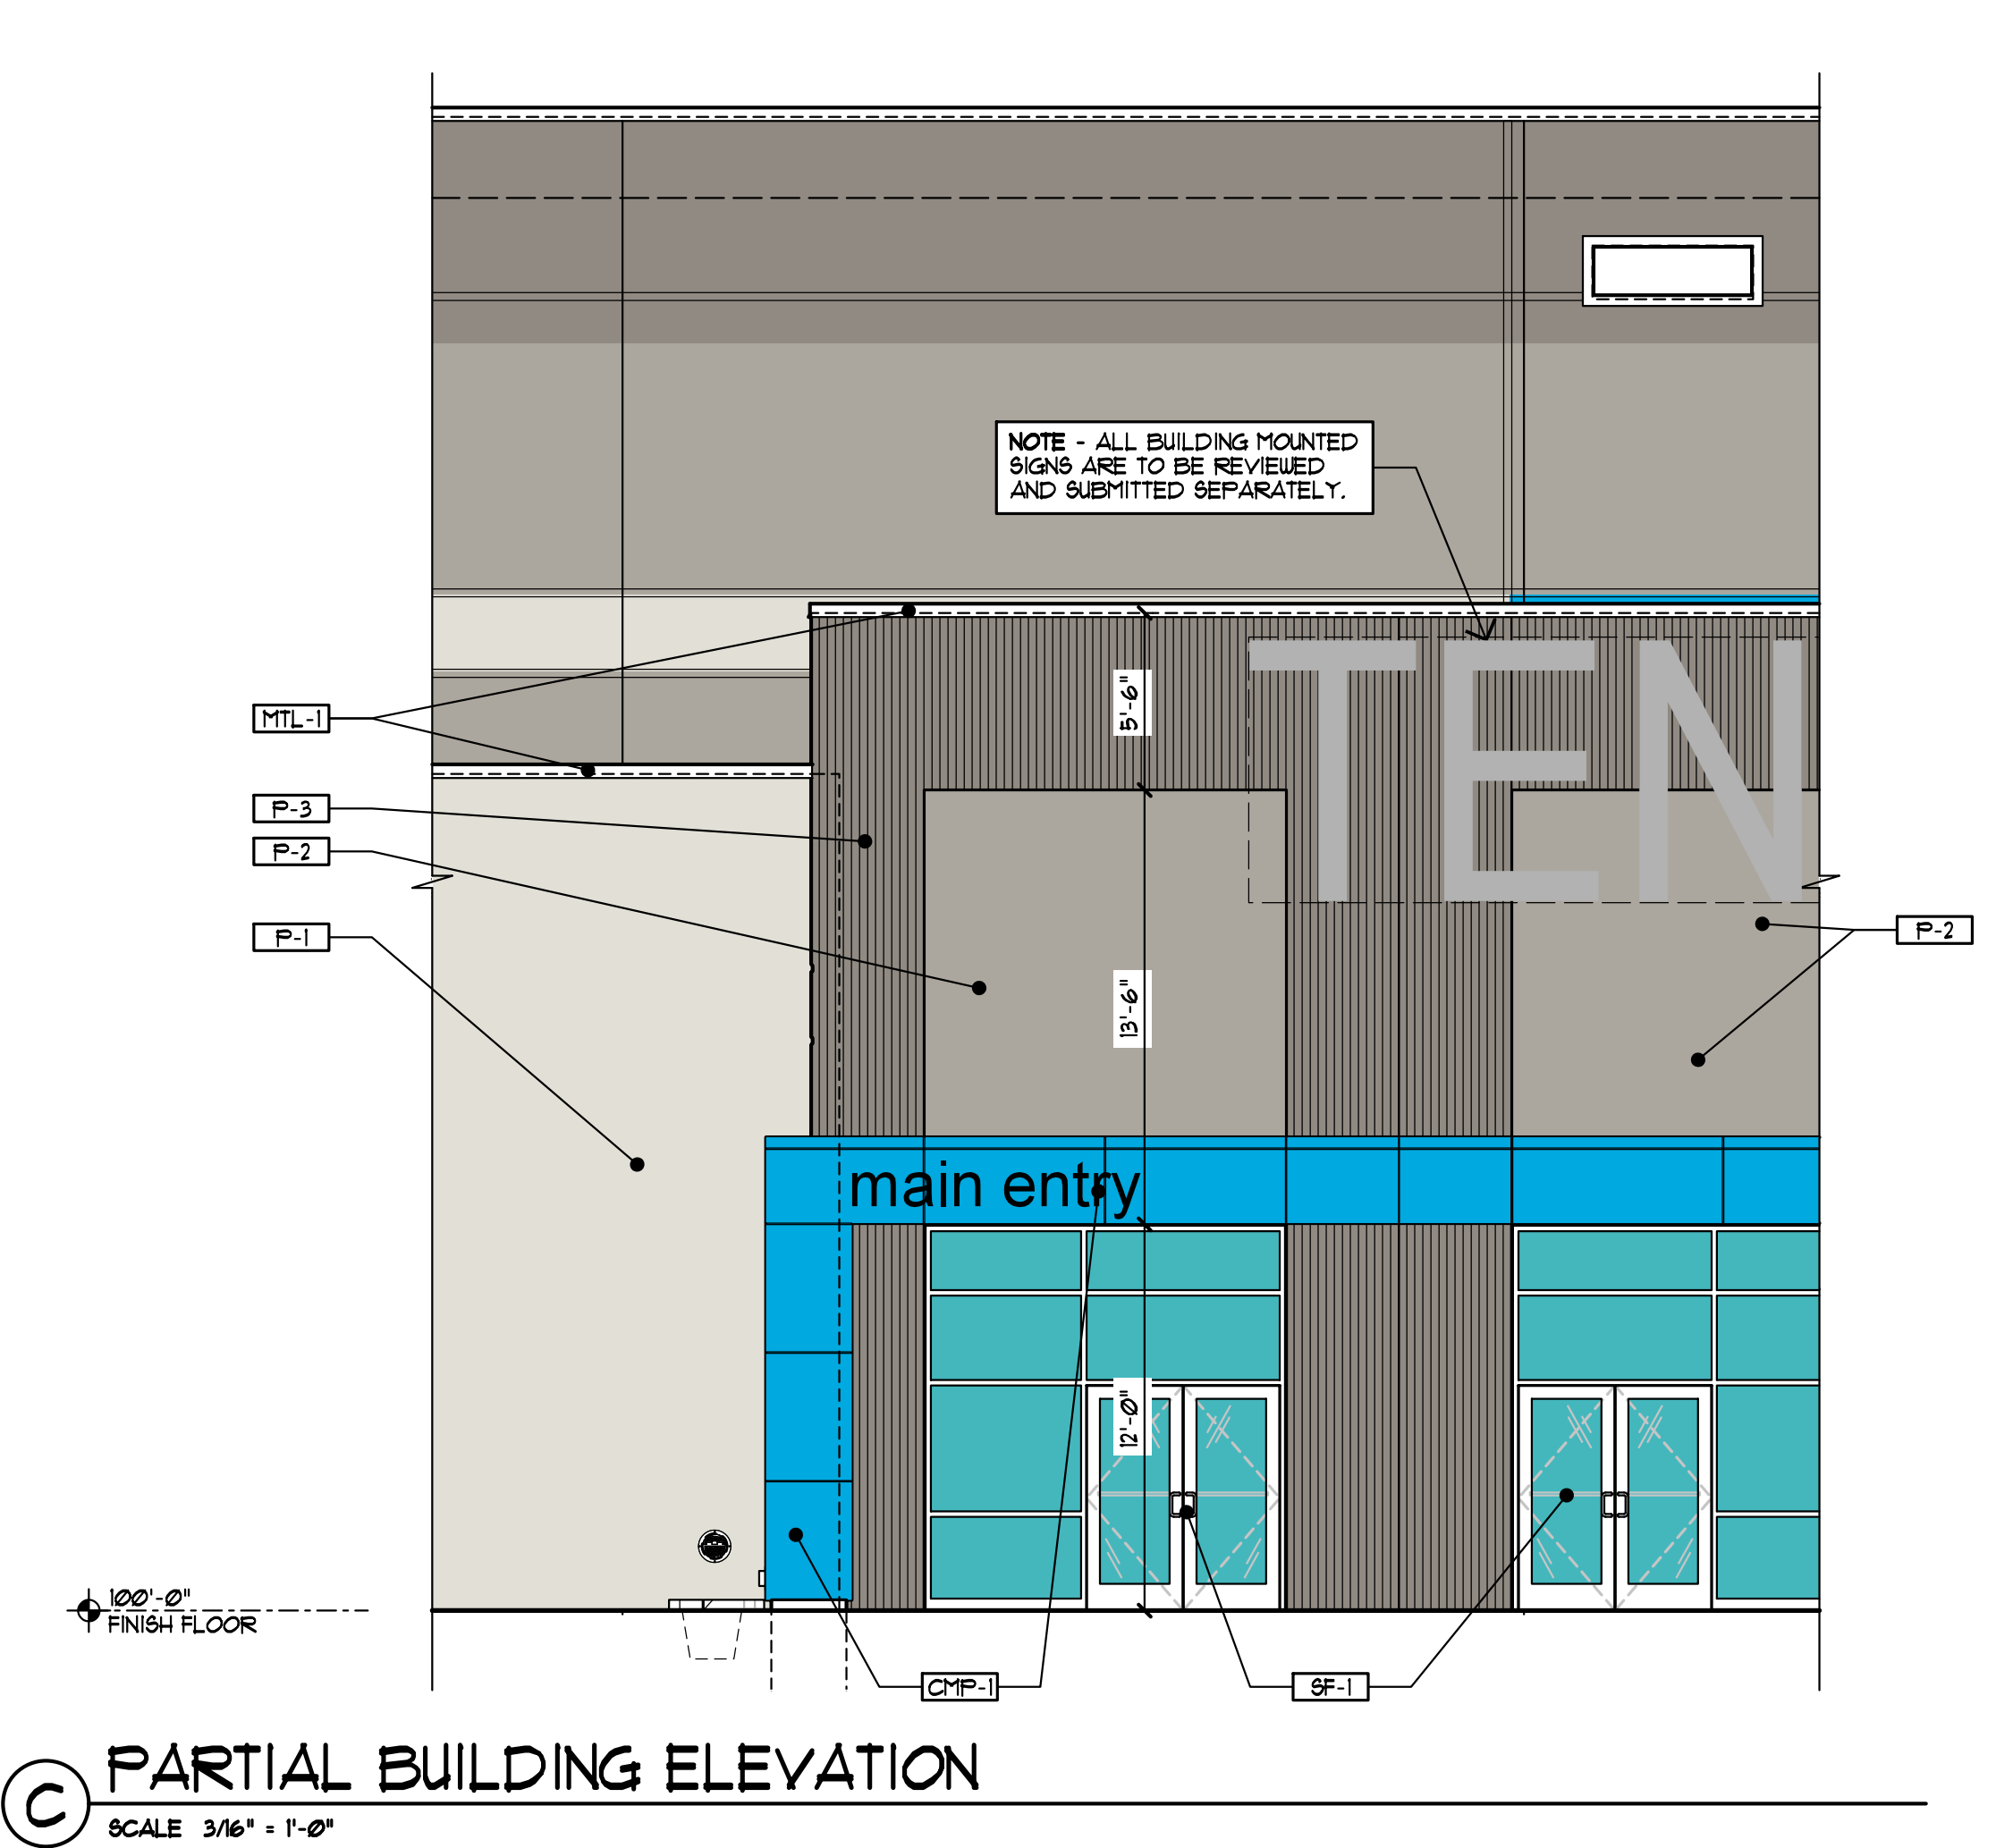 NOTE - ALL BUILDING MOUNTED
SIGNS ARE TO BE REVIEWED
AND SUBMITTED SEPARATELY.
TEN
5'-6"
MTL-1
P-3
P-2
P-1
P-2
13'-6"
main entry
12'-0"
100'-0"
FINISH FLOOR
CMP-1
SF-1
C
PARTIAL BUILDING ELEVATION
SCALE 3/16" = 1'-0"